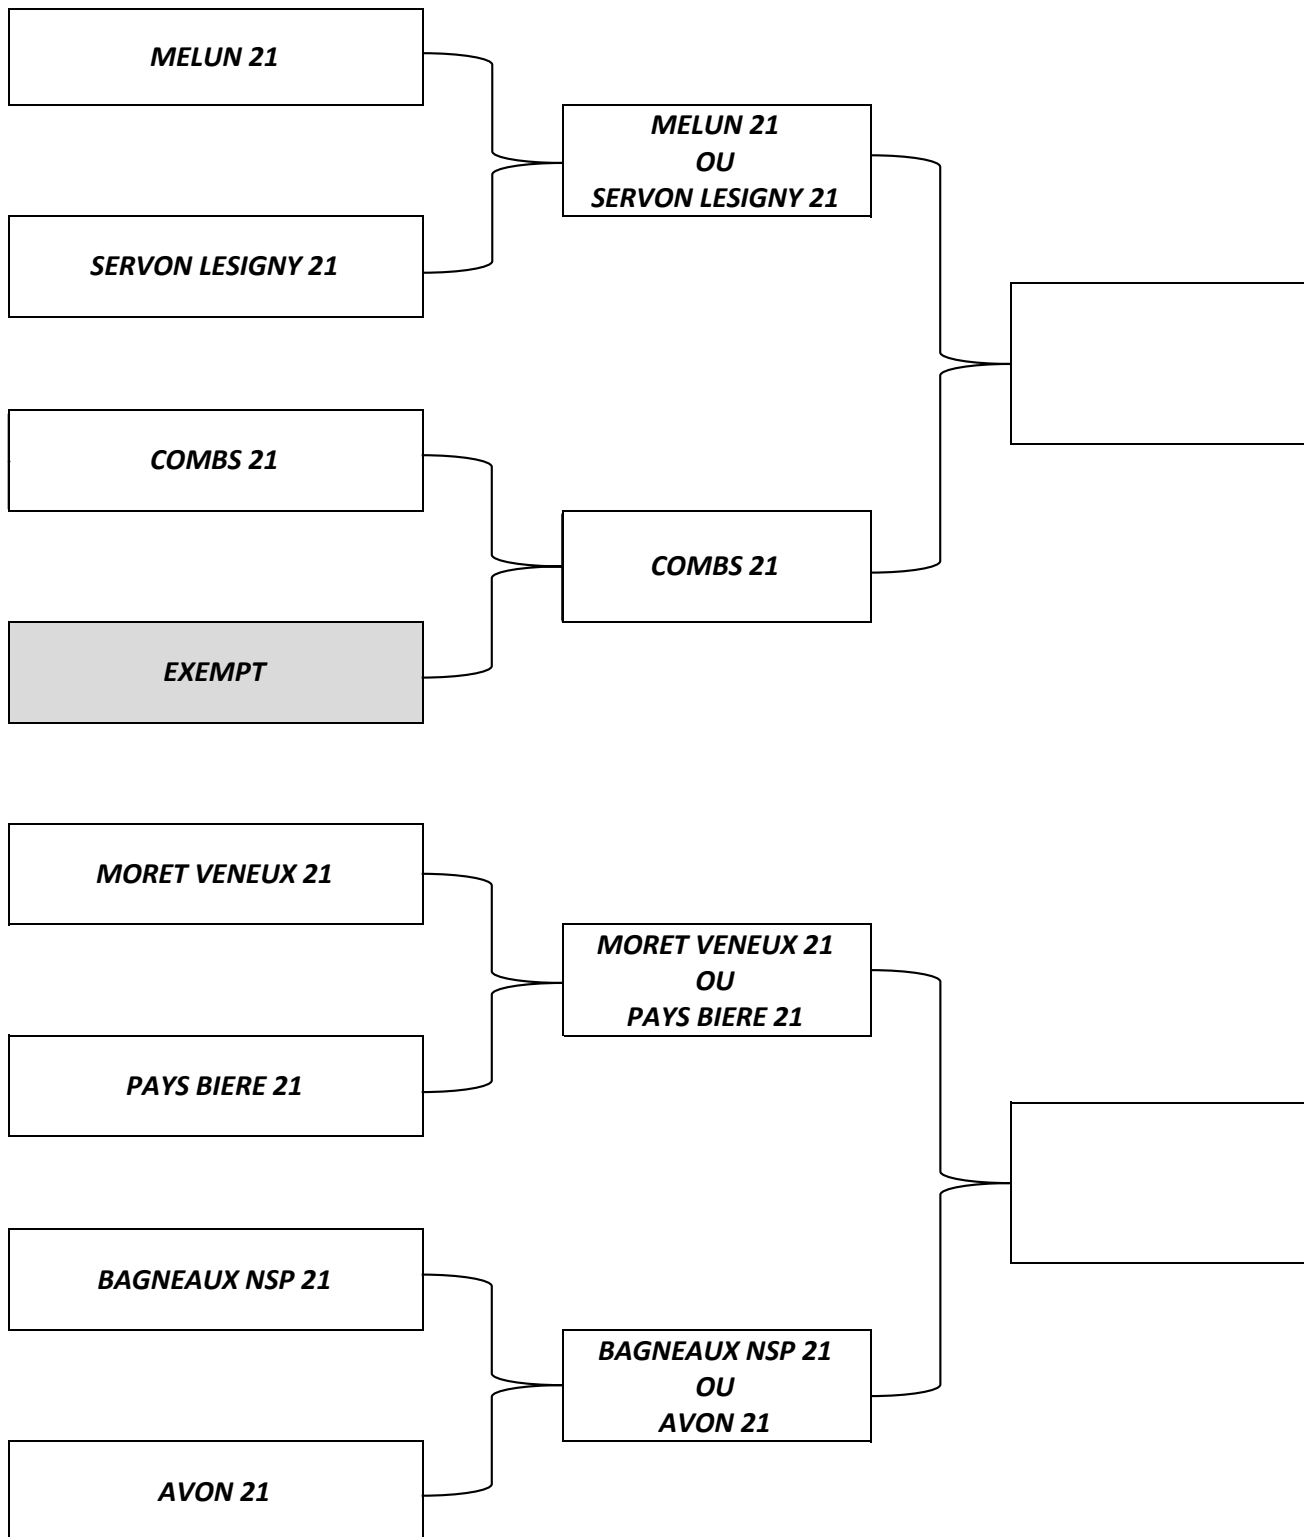 MELUN 21
SERVON LESIGNY 21
COMBS 21
EXEMPT
MORET VENEUX 21
PAYS BIERE 21
BAGNEAUX NSP 21
AVON 21
MELUN 21
OU
SERVON LESIGNY 21
COMBS 21
MORET VENEUX 21
OU
PAYS BIERE 21
BAGNEAUX NSP 21
OU
AVON 21